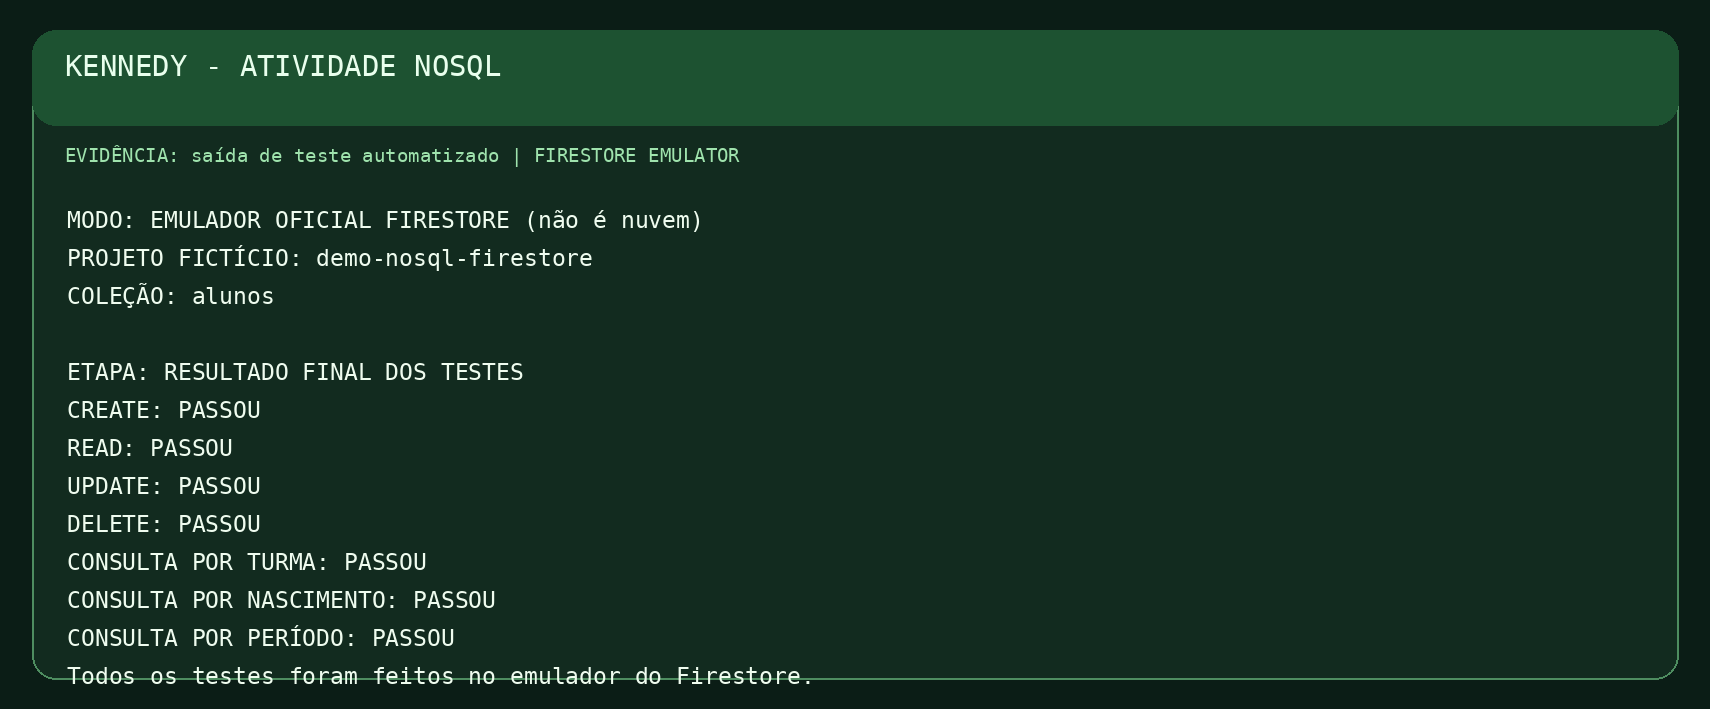 KENNEDY - ATIVIDADE NOSQL
EVIDÊNCIA: saída de teste automatizado | FIRESTORE EMULATOR
MODO: EMULADOR OFICIAL FIRESTORE (não é nuvem)
PROJETO FICTÍCIO: demo-nosql-firestore
COLEÇÃO: alunos
ETAPA: RESULTADO FINAL DOS TESTES
CREATE: PASSOU
READ: PASSOU
UPDATE: PASSOU
DELETE: PASSOU
CONSULTA POR TURMA: PASSOU
CONSULTA POR NASCIMENTO: PASSOU
CONSULTA POR PERÍODO: PASSOU
Todos os testes foram feitos no emulador do Firestore.